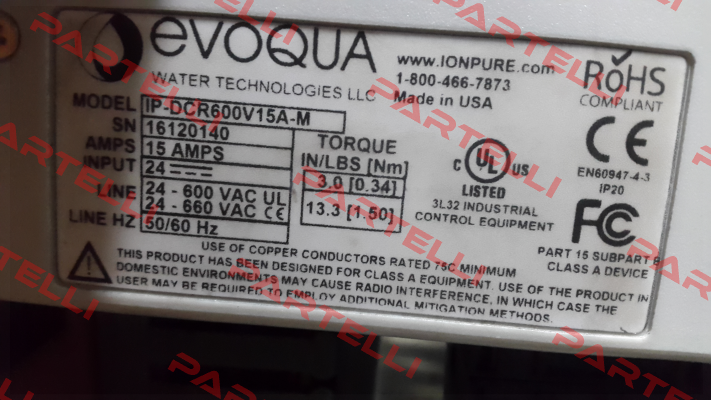 evoQUA
WATER TECHNOLOGIES LLC
WWW.IONPURE.com
1-800-466-7873
Made in USA
RoHS
COMPLIANT
MODEL IP-DCR600V15A-M
SN 16120140
AMPS 15 AMPS
INPUT 24
LINE 24 - 600 VAC UL
24 - 660 VAC CE
LINE HZ 50/60 Hz
TORQUE
IN/LBS [Nm]
3.0 [0.34]
13.3 [1.50]
C UL US
LISTED
3L32 INDUSTRIAL
CONTROL EQUIPMENT
CE
EN60947-4-3
IP20
FC
PART 15 SUBPART B
CLASS A DEVICE
USE OF COPPER CONDUCTORS RATED 75C MINIMUM
THIS PRODUCT HAS BEEN DESIGNED FOR CLASS A EQUIPMENT. USE OF THE PRODUCT IN
DOMESTIC ENVIRONMENTS MAY CAUSE RADIO INTERFERENCE, IN WHICH CASE THE
USER MAY BE REQUIRED TO EMPLOY ADDITIONAL MITIGATION METHODS.
PARTELLI